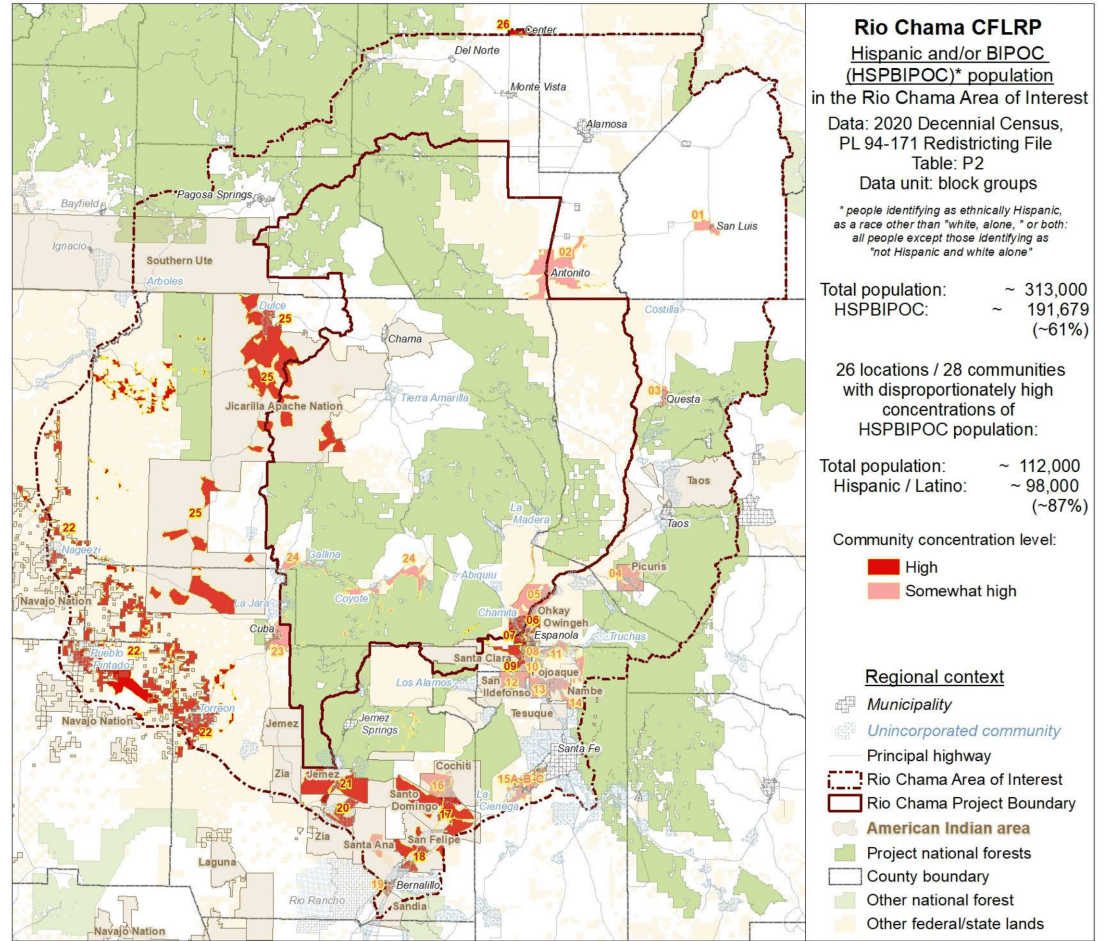 Rio Chama CFLRP
Hispanic and/or BIPOC
(HSPBIPOC)* population
in the Rio Chama Area of Interest
Data: 2020 Decennial Census,
PL 94-171 Redistricting File
Table: P2
Data unit: block groups
* people identifying as ethnically Hispanic,
as a race other than "white, alone, " or both:
all people except those identifying as
"not Hispanic and white alone"
Total population: ~ 313,000
HSPBIPOC: ~ 191,679
(~61%)
26 locations / 28 communities
with disproportionately high
concentrations of
HSPBIPOC population:
Total population: ~ 112,000
Hispanic / Latino: ~ 98,000
(~87%)
Community concentration level:
High
Somewhat high
Regional context
Municipality
Unincorporated community
Principal highway
Rio Chama Area of Interest
Rio Chama Project Boundary
American Indian area
Project national forests
County boundary
Other national forest
Other federal/state lands
26
Center
Del Norte
Monte Vista
Alamosa
Pagosa Springs
Bayfield
01
San Luis
Ignacio
Southern Ute
02
Antonito
Arboles
Dulce
25
Costilla
Chama
25
03
Questa
Tierra Amarilla
Jicarilla Apache Nation
Taos
25
La
Madera
Taos
22
Nageezi
24
Gallina
24
Abiquiu
Picuris
04
Navajo Nation
La Jara
Coyote
05
Chamita
Ohkay
Owingeh
06
Cuba
07
Espanola
Truchas
23
22
Pueblo
Pintado
Santa Clara
08
11
09
10
Pojoaque
Los Alamos
San
Ildefonso
12
13
Nambe
14
Navajo Nation
Torreon
22
Jemez
Jemez
Springs
Tesuque
Santa Fe
Zia
Jemez
21
Cochiti
16
15A-B-C
La
Cienega
Santo
Domingo
17
20
Zia
Santa Ana
San Felipe
18
Laguna
19
Bernalillo
Rio Rancho
Sandia
Navajo Nation